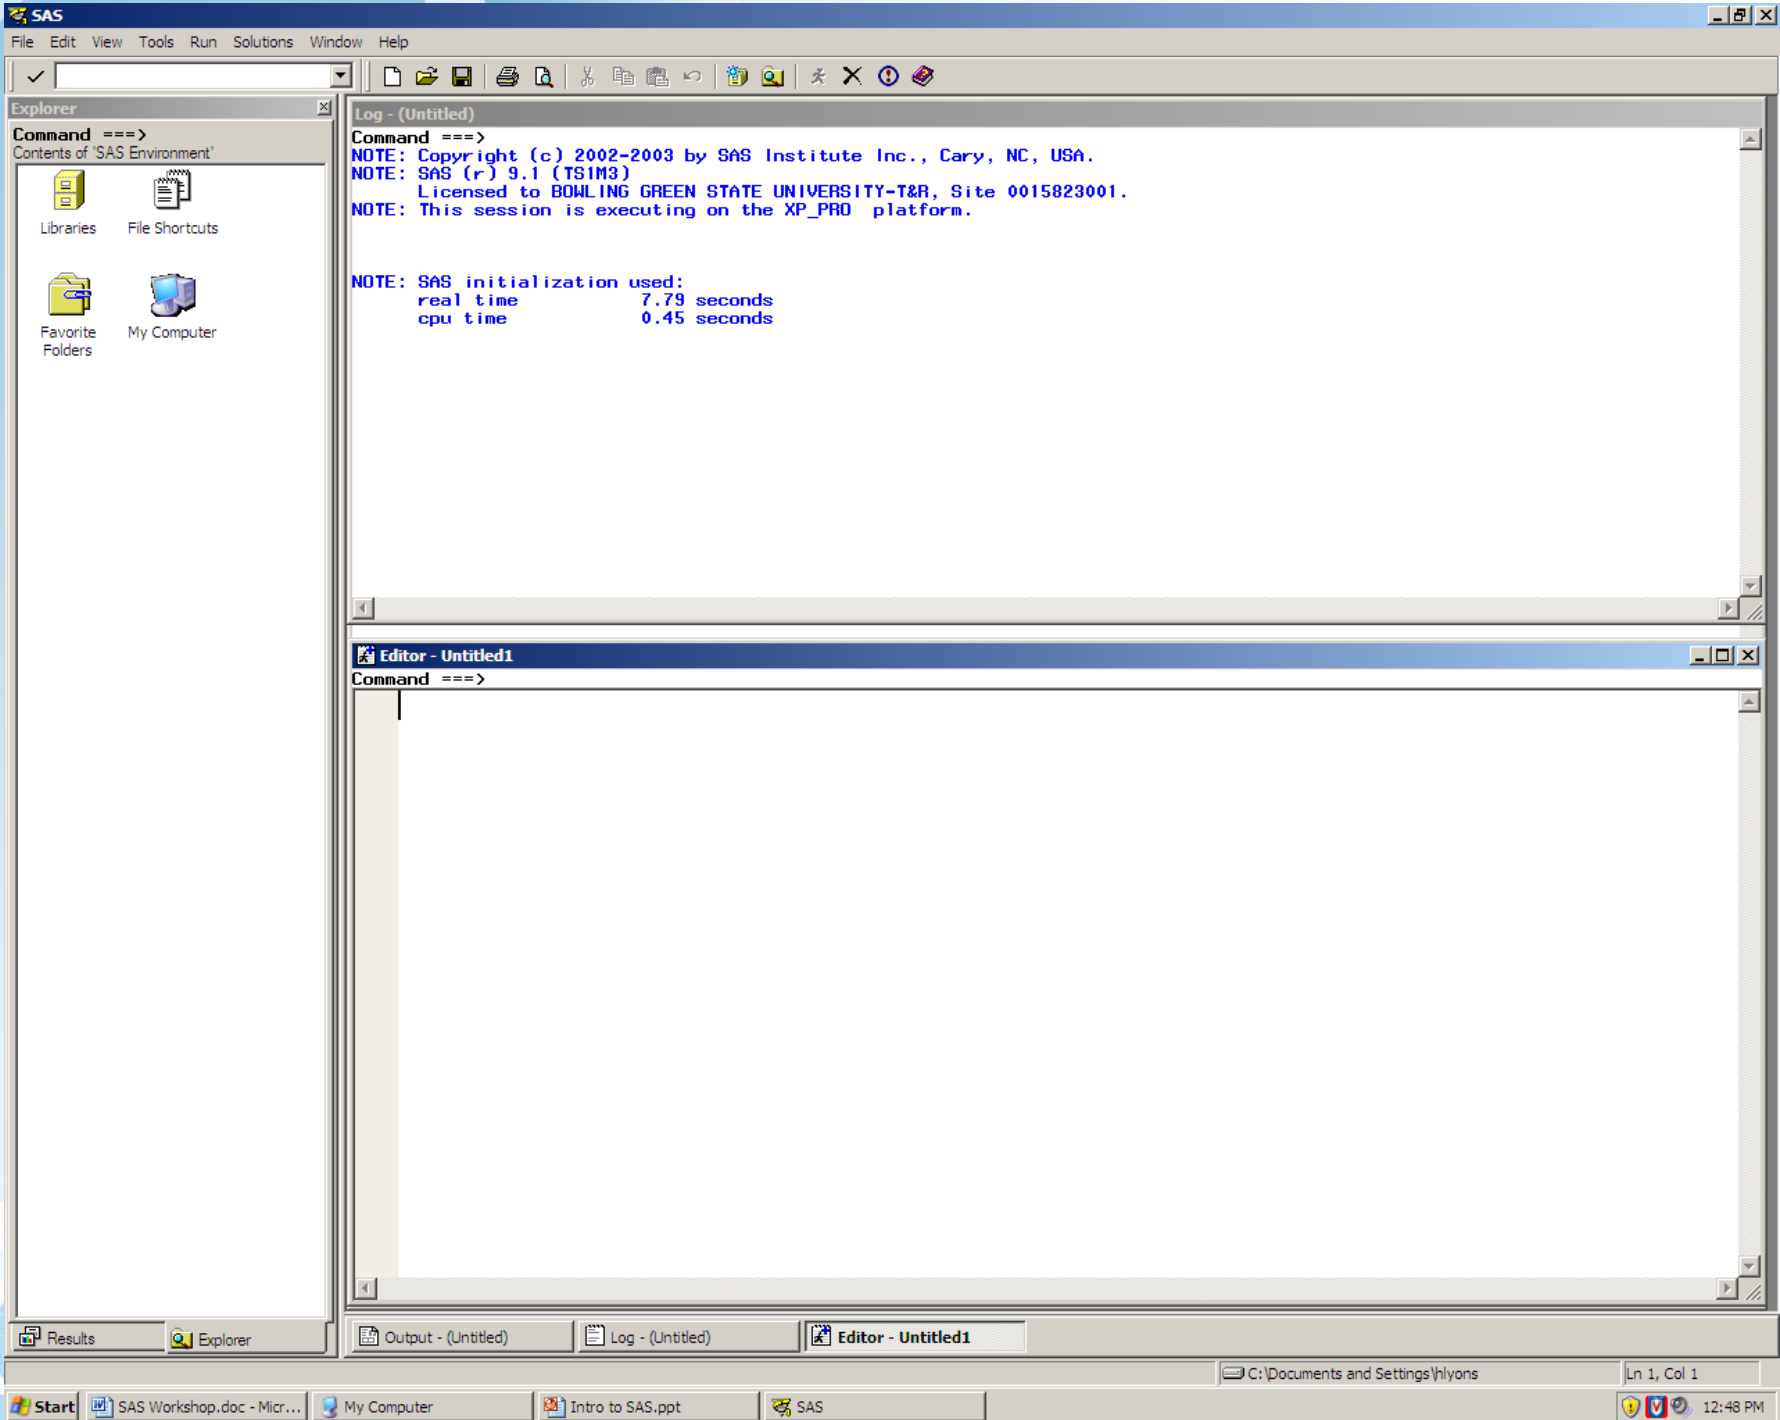 SAS
File Edit View Tools Run Solutions Window Help
Explorer
Command ===>
Contents of 'SAS Environment'
Libraries File Shortcuts
Favorite Folders My Computer
Log - (Untitled)
Command ===>
NOTE: Copyright (c) 2002-2003 by SAS Institute Inc., Cary, NC, USA.
NOTE: SAS (r) 9.1 (TS1M3)
Licensed to BOWLING GREEN STATE UNIVERSITY-T&R, Site 0015823001.
NOTE: This session is executing on the XP_PRO platform.
NOTE: SAS initialization used:
real time 7.79 seconds
cpu time 0.45 seconds
Editor - Untitled1
Command ===>
Results Explorer
Output - (Untitled) Log - (Untitled) Editor - Untitled1
C:\Documents and Settings\hlyons Ln 1, Col 1
Start SAS Workshop.doc - Micr... My Computer Intro to SAS.ppt SAS 12:48 PM